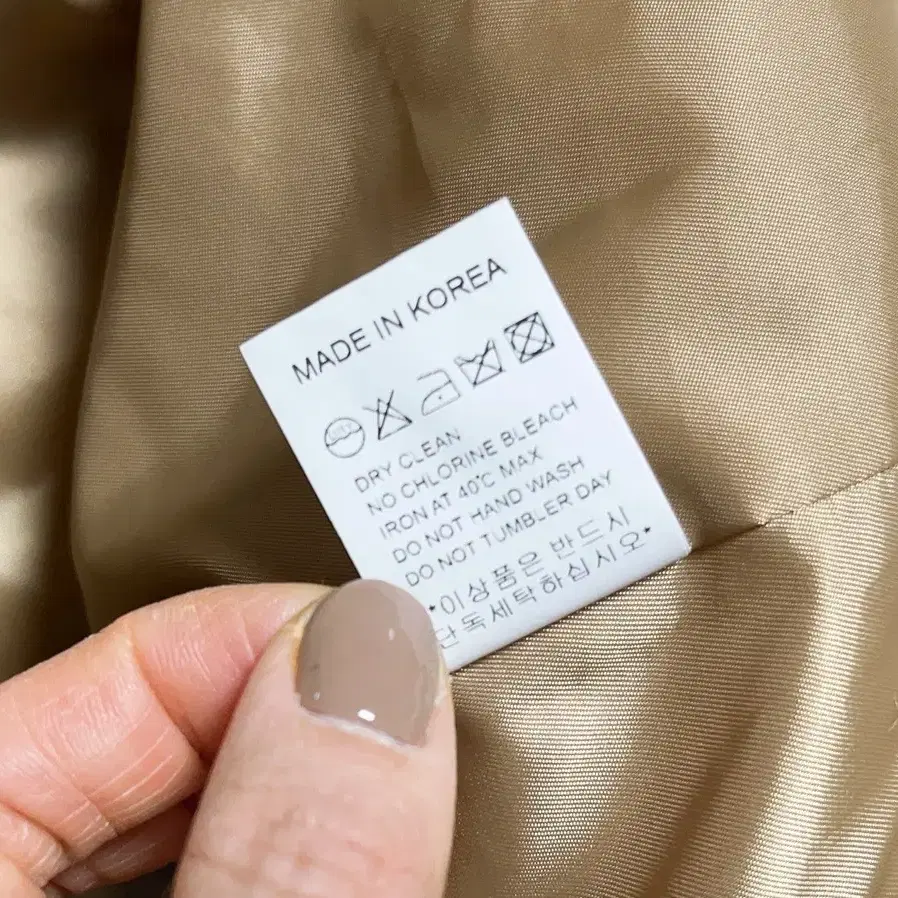 MADE IN KOREA
DRY CLEAN
NO CHLORINE BLEACH
IRON AT 40℃ MAX
DO NOT HAND WASH
DO NOT TUMBLER DAY
*이상품은 반드시
단독세탁하십시오*